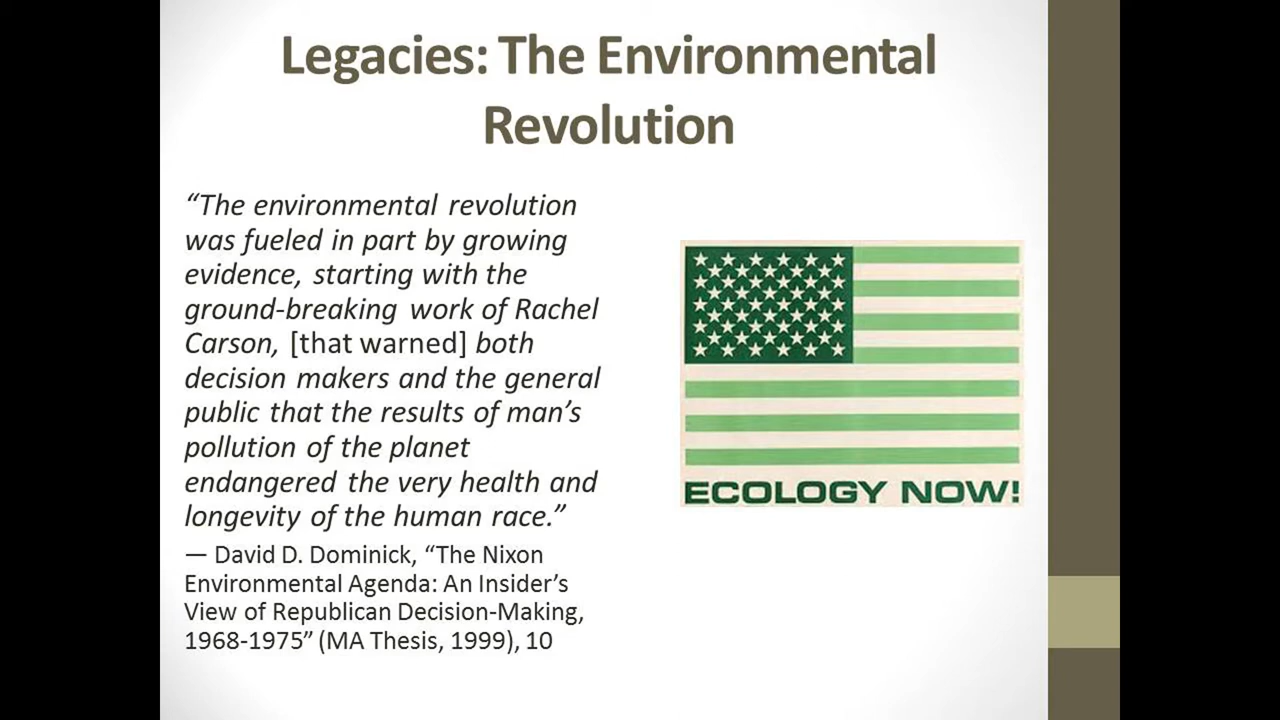 Legacies: The Environmental
Revolution
“The environmental revolution
was fueled in part by growing
evidence, starting with the
ground-breaking work of Rachel
Carson, [that warned] both
decision makers and the general
public that the results of man’s
pollution of the planet
endangered the very health and
longevity of the human race.”
— David D. Dominick, “The Nixon
Environmental Agenda: An Insider’s
View of Republican Decision-Making,
1968-1975” (MA Thesis, 1999), 10
ECOLOGY NOW!